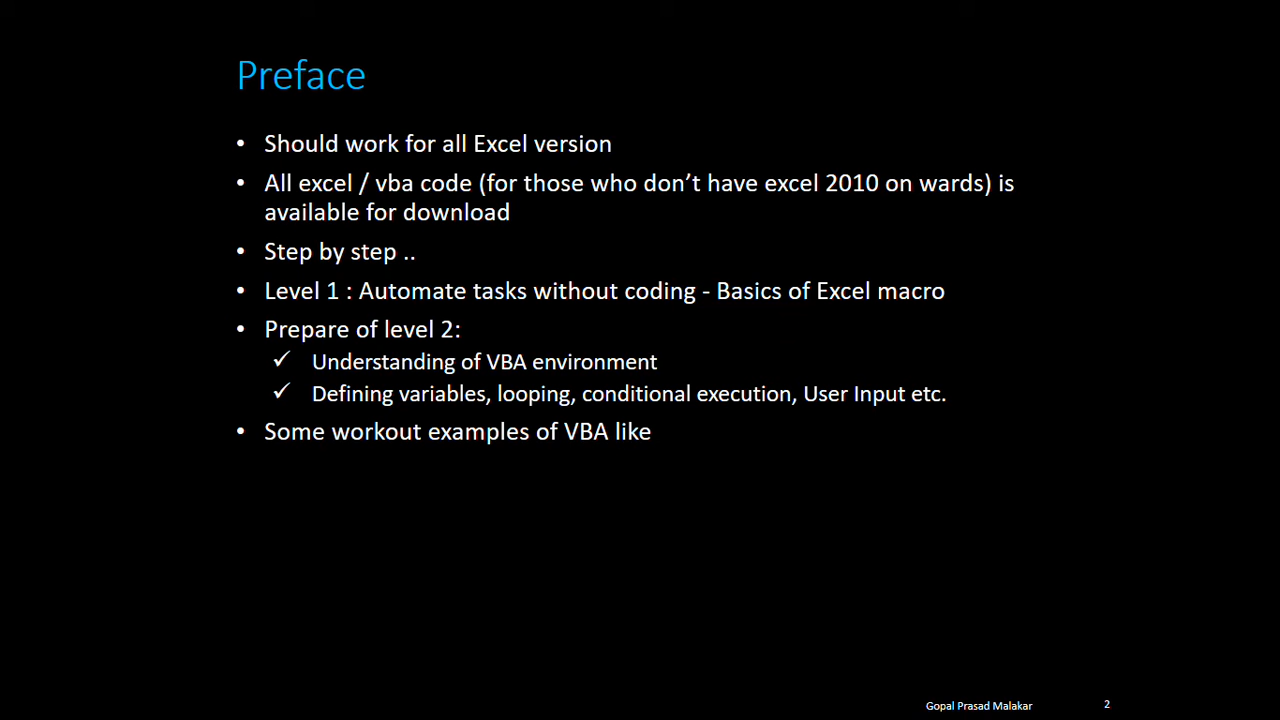 Preface
• Should work for all Excel version
• All excel / vba code (for those who don’t have excel 2010 on wards) is
available for download
• Step by step ..
• Level 1 : Automate tasks without coding - Basics of Excel macro
• Prepare of level 2:
✓ Understanding of VBA environment
✓ Defining variables, looping, conditional execution, User Input etc.
• Some workout examples of VBA like
Gopal Prasad Malakar 2